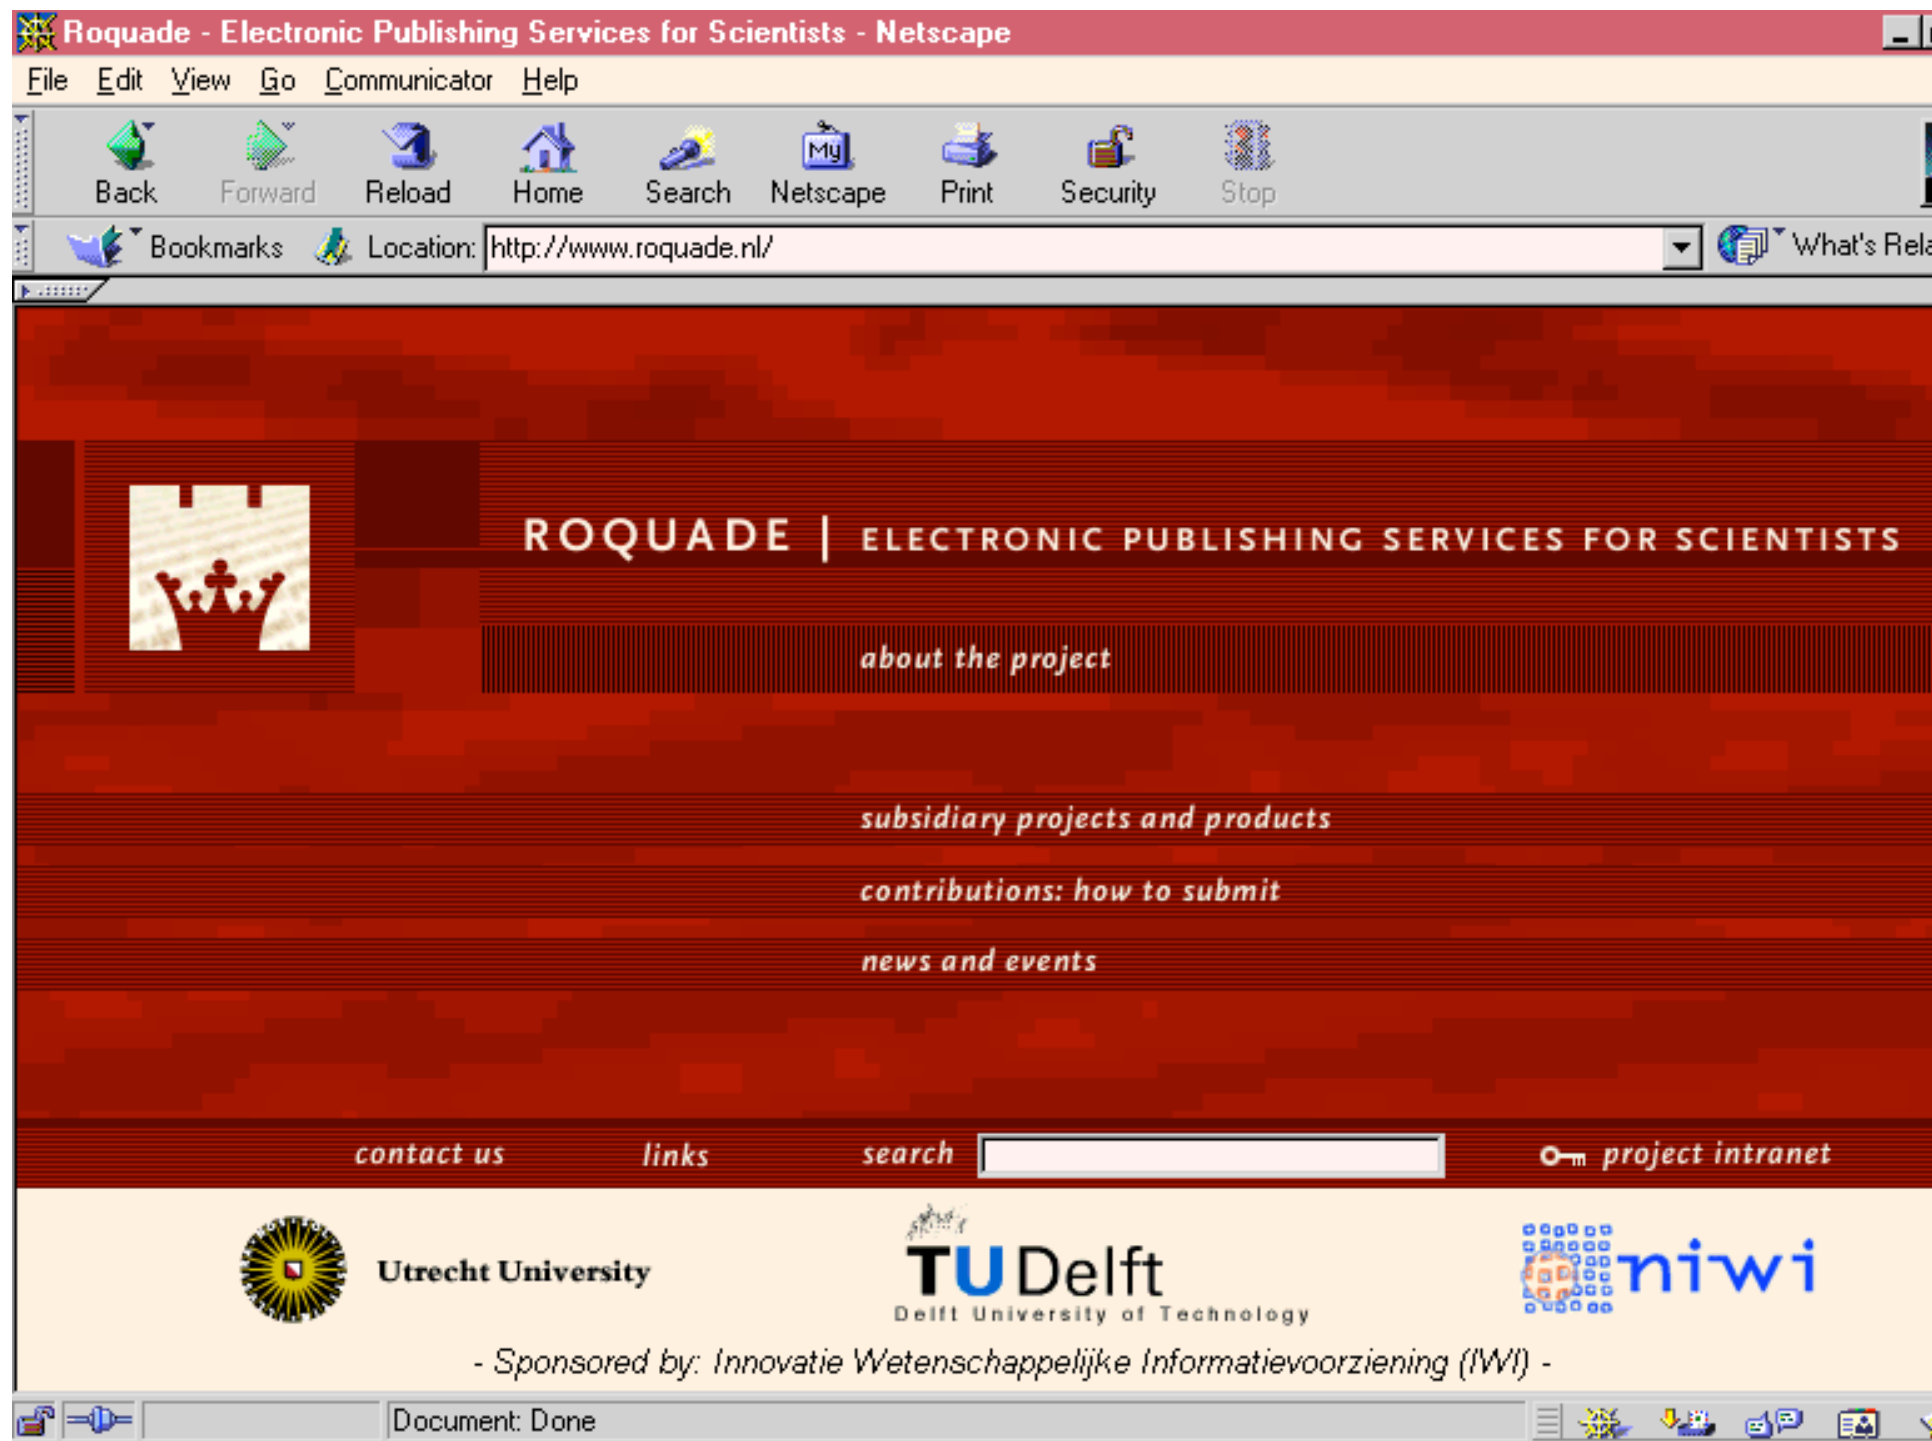 Roquade - Electronic Publishing Services for Scientists - Netscape
File Edit View Go Communicator Help
My
Back Forward Reload Home Search Netscape Print Security Stop
Bookmarks Location: http://www.roquade.nl/ What's
ROQUADE | ELECTRONIC PUBLISHING SERVICES FOR SCIENTISTS
about the project
subsidiary projects and products
contributions: how to submit
news and events
contact us links search project intranet
Utrecht University
TU Delft
Delft University of Technology
niwi
- Sponsored by: Innovatie Wetenschappelijke Informatievoorziening (IWI) -
Document: Done